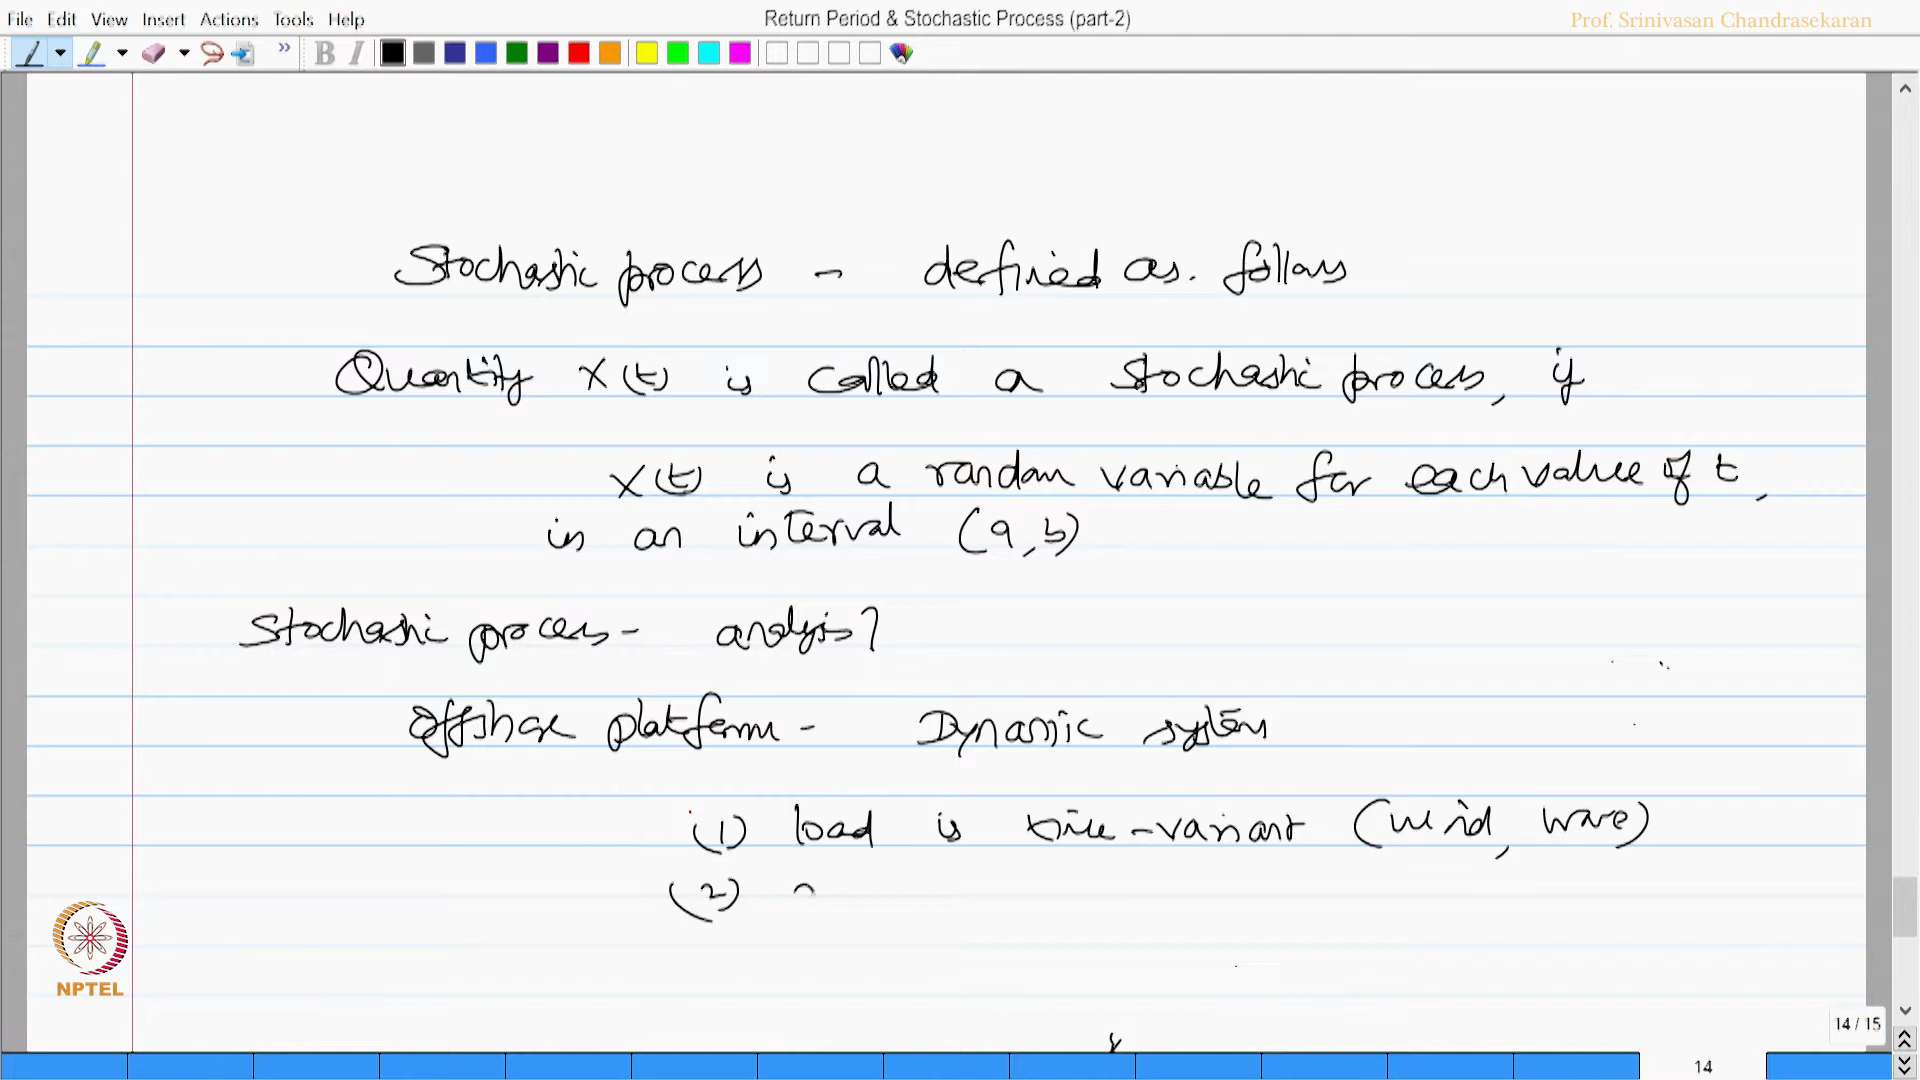 File Edit View Insert Actions Tools Help
Return Period & Stochastic Process (part-2)
Prof. Srinivasan Chandrasekaran
B I
Stochastic process - defined as. follows
Quantity X(t) is called a stochastic process, if
X(t) is a random variable for each value of t,
in an interval (a,b)
Stochastic process - analysis?
Offshore platform - Dynamic system
(1) load is time-variant (wind, wave)
(2)
NPTEL
14 / 15
14